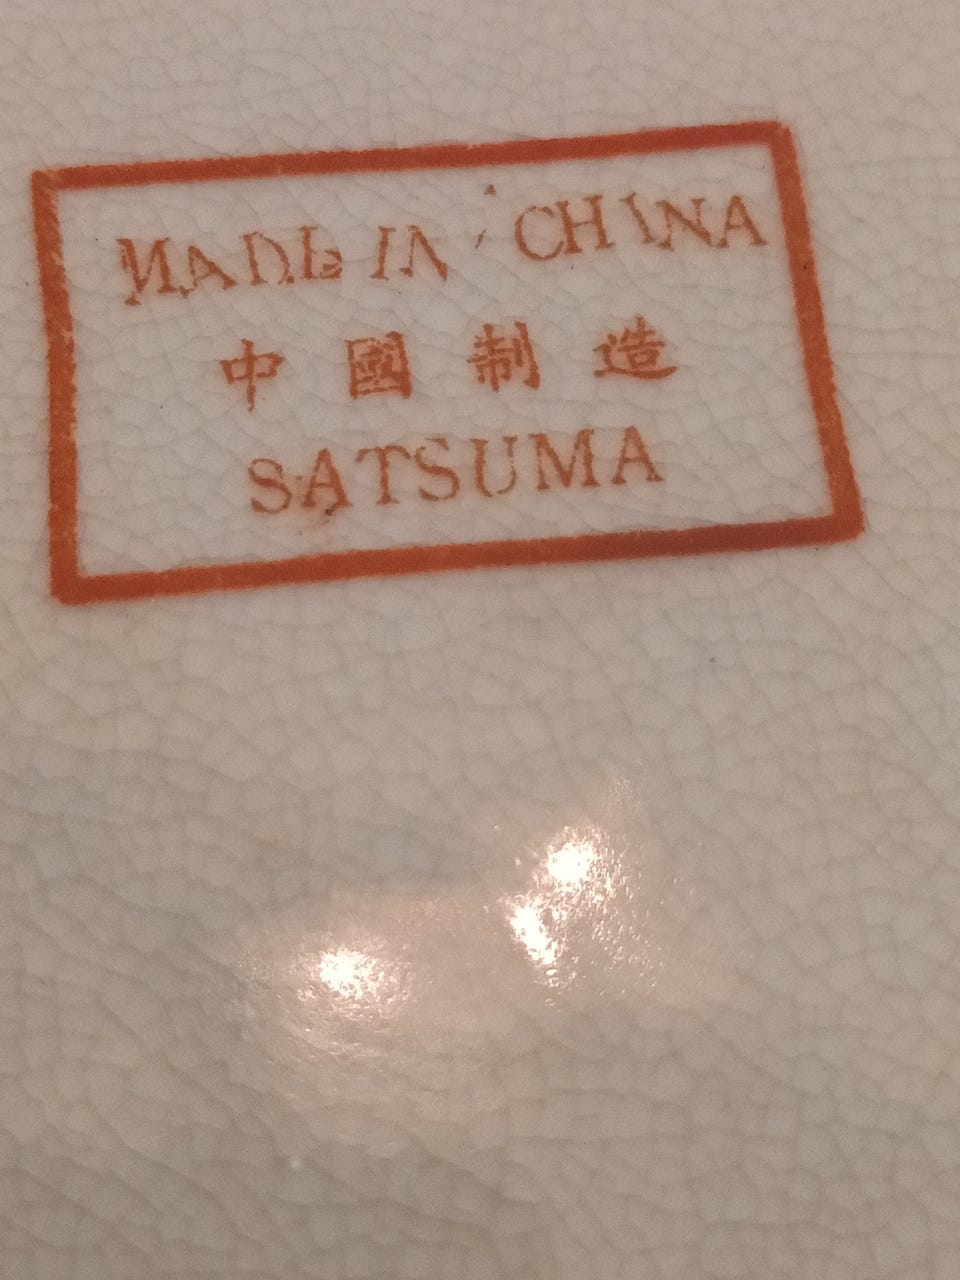 MADE IN CHINA
中國制造
SATSUMA